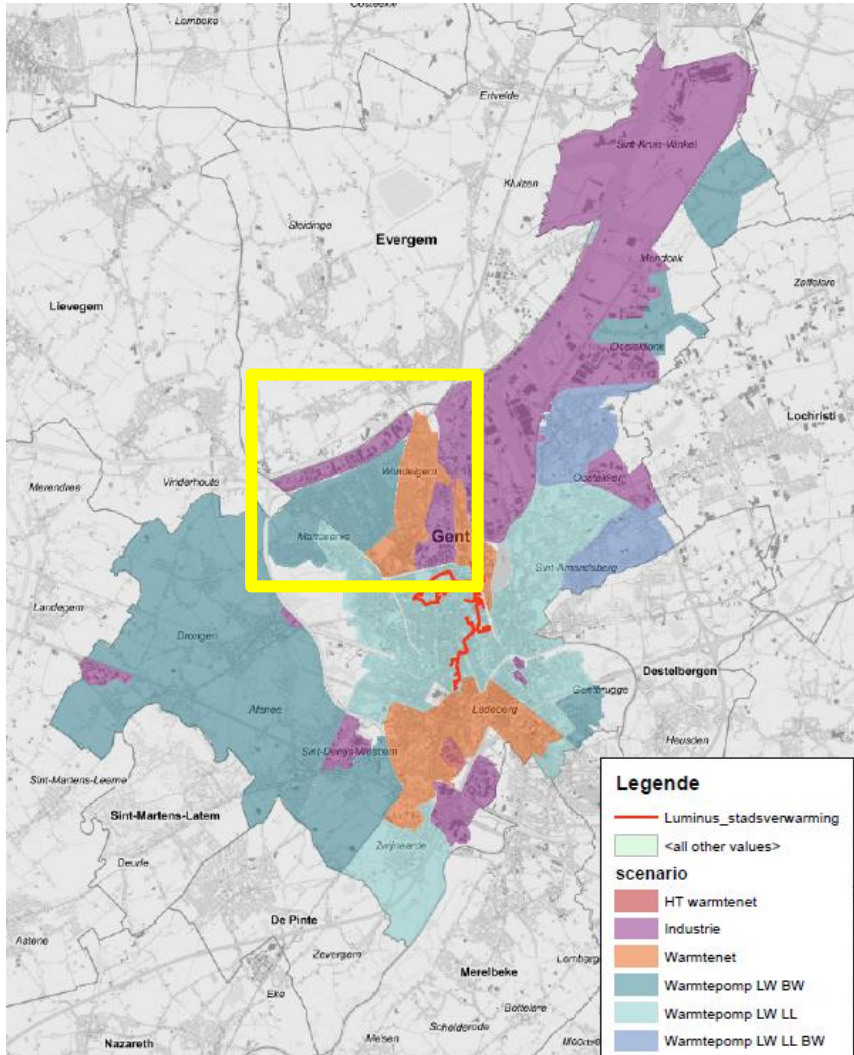 Lembeke
Ertvelde
Sint-Kruis-Winkel
Kluizen
Sleidinge
Evergem
Mendonk
Zaffelare
Lievegem
Desteldonk
Lochristi
Wondelgem
Vinderhoute
Merendree
Oostakker
Mariakerke
Gent
Sint-Amandsberg
Landegem
Drongen
Destelbergen
Gentbrugge
Afsnee
Ledeberg
Heusden
Sint-Denijs-Westrem
Sint-Martens-Leerne
Sint-Martens-Latem
Zwijnaarde
Deurle
De Pinte
Astene
Zevergem
Merelbeke
Eke
Bottelare
Schelderode
Nazareth
Melsen
Legende
Luminus_stadsverwarming
<all other values>
scenario
HT warmtenet
Industrie
Warmtenet
Warmtepomp LW BW
Warmtepomp LW LL
Warmtepomp LW LL BW